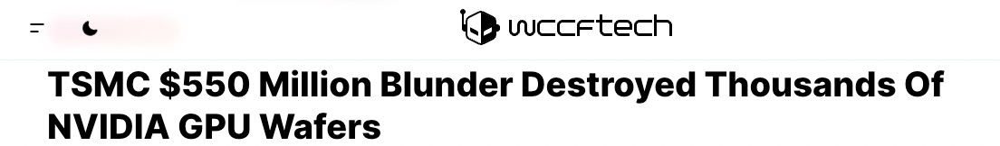 wccftech
TSMC $550 Million Blunder Destroyed Thousands Of
NVIDIA GPU Wafers